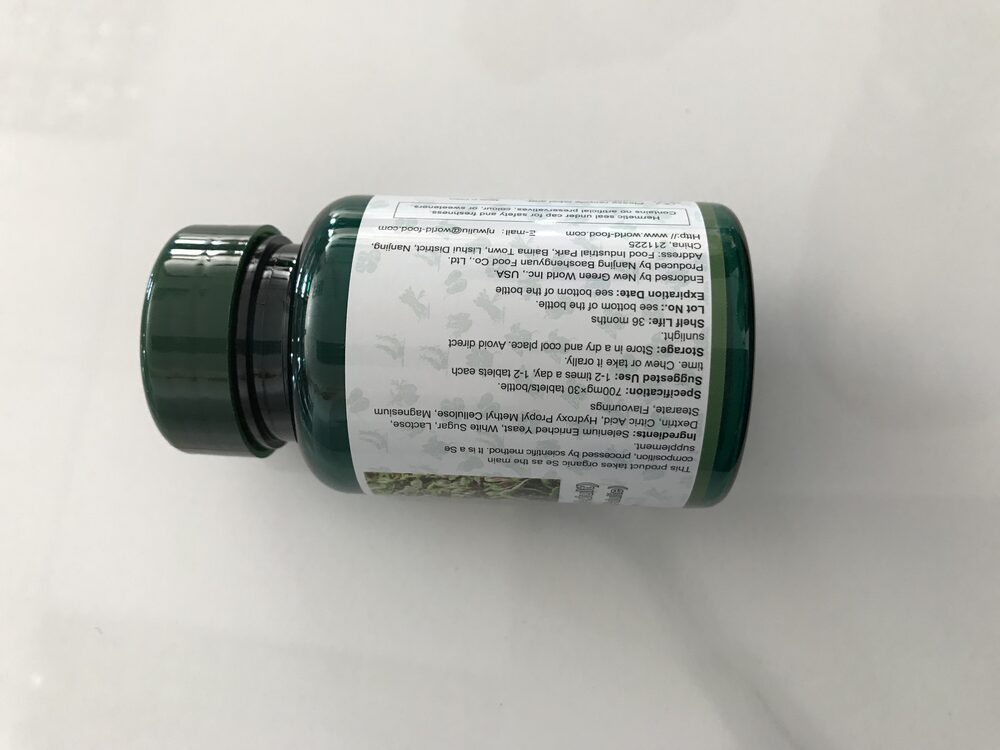 This product takes organic Se as the main
composition, processed by scientific method. It is a Se
supplement.
Ingredients: Selenium Enriched Yeast, White Sugar, Lactose,
Dextrin, Citric Acid, Hydroxy Propyl Methyl Cellulose, Magnesium
Stearate, Flavourings
Specification: 700mg×30 tablets/bottle.
Suggested Use: 1-2 times a day, 1-2 tablets each
time. Chew or take it orally.
Storage: Store in a dry and cool place. Avoid direct
sunlight.
Shelf Life: 36 months
Lot No.: see bottom of the bottle.
Expiration Date: see bottom of the bottle
Endorsed by New Green World Inc., USA.
Produced by Nanjing Baoshengyuan Food Co., Ltd.
Address: Food Industrial Park, Baima Town, Lishui District, Nanjing,
China, 211225
Http:// www.world-food.com E-mail: njwuliu@world-food.com
Hermetic seal under cap for safety and freshness.
Contains no artificial preservatives, colour, or sweeteners.